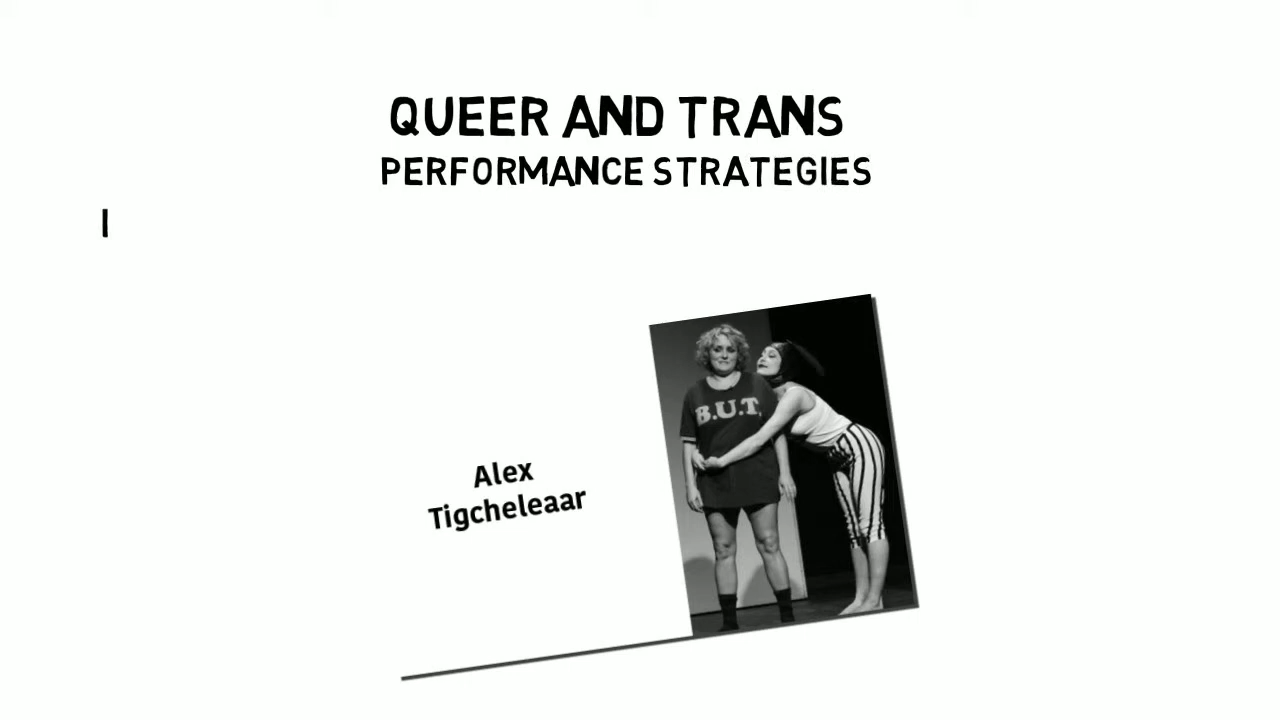 QUEER AND TRANS
PERFORMANCE STRATEGIES
I
Alex
Tigcheleaar
B.U.T.